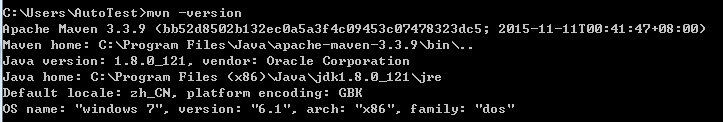 C:\Users\AutoTest>mvn -version
Apache Maven 3.3.9 (bb52d8502b132ec0a5a3f4c09453c07478323dc5; 2015-11-11T00:41:47+08:00)
Maven home: C:\Program Files\Java\apache-maven-3.3.9\bin\..
Java version: 1.8.0_121, vendor: Oracle Corporation
Java home: C:\Program Files (x86)\Java\jdk1.8.0_121\jre
Default locale: zh_CN, platform encoding: GBK
OS name: "windows 7", version: "6.1", arch: "x86", family: "dos"